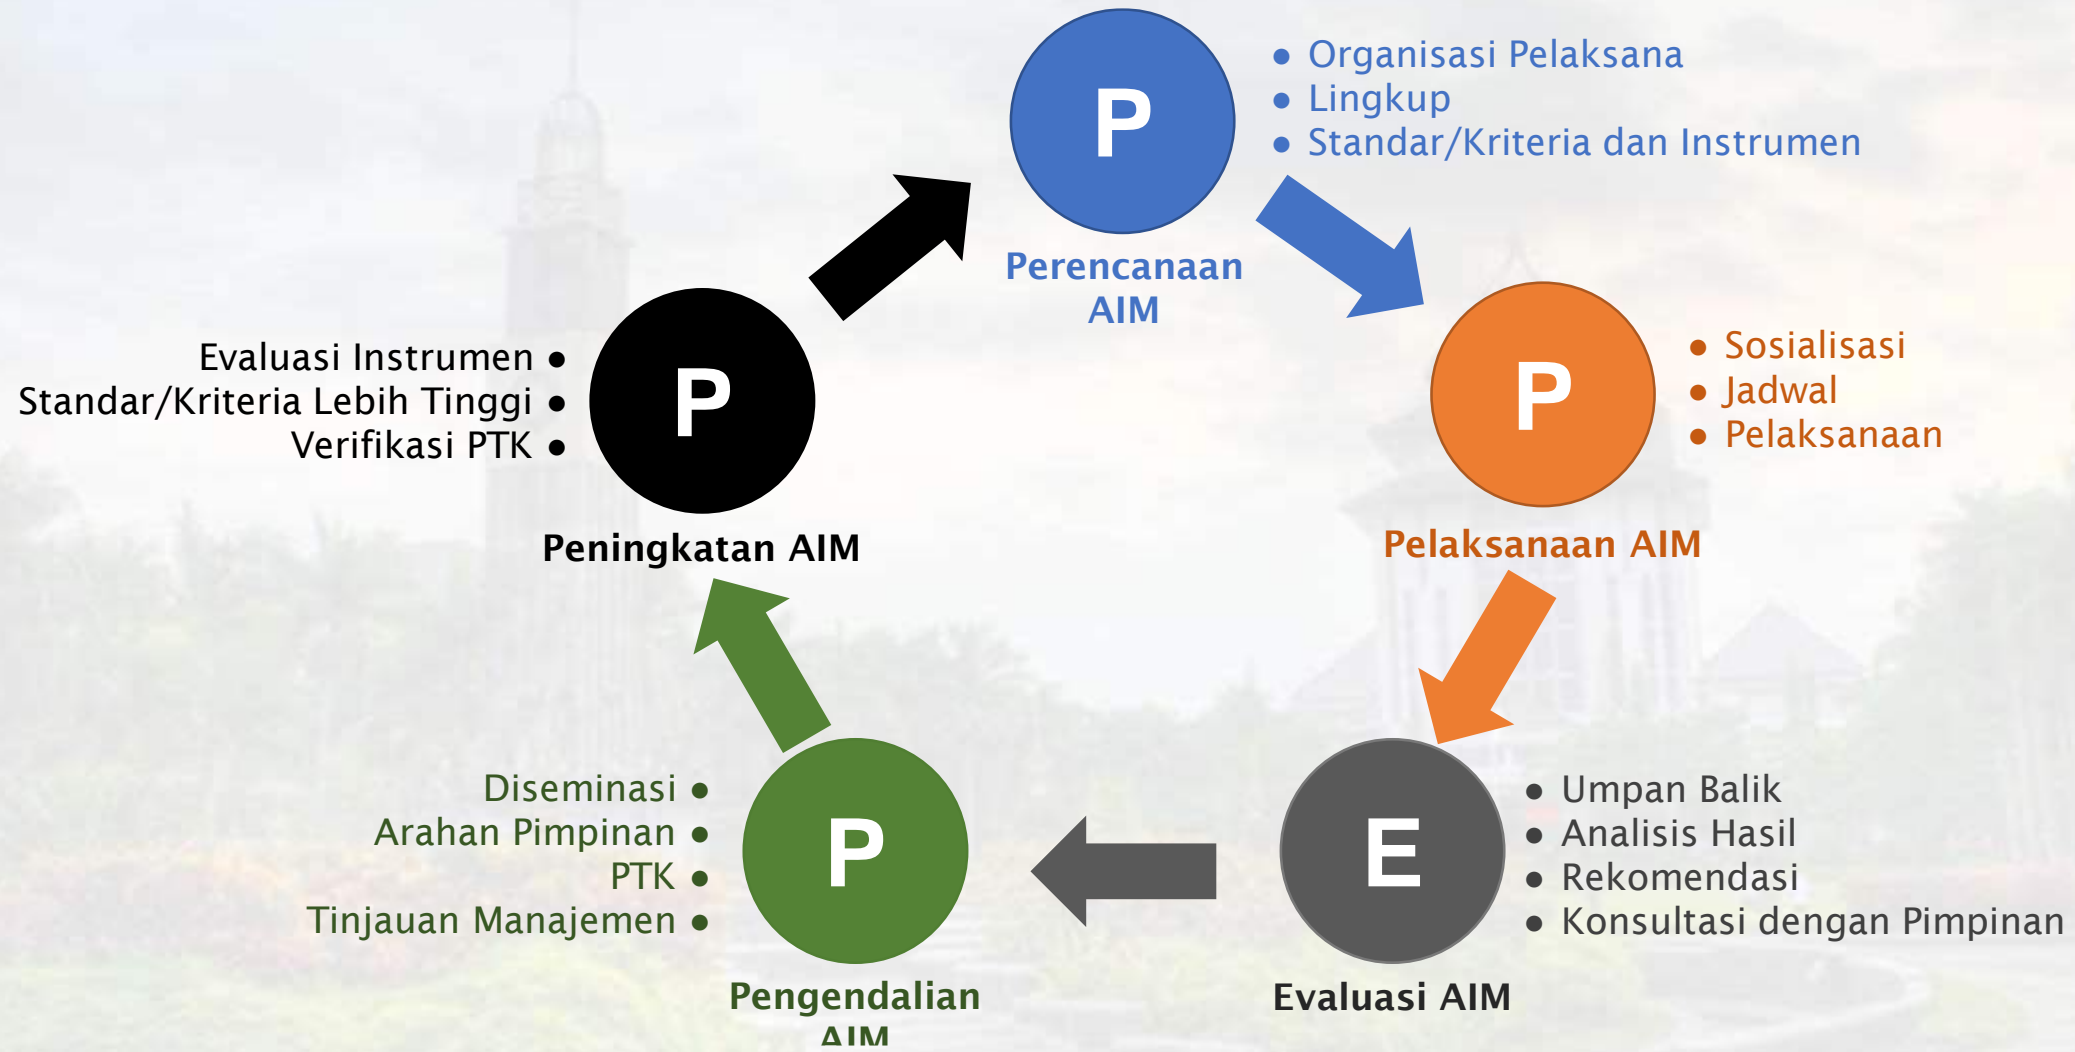 P
● Organisasi Pelaksana
● Lingkup
● Standar/Kriteria dan Instrumen
Perencanaan
AIM
P
● Sosialisasi
● Jadwal
● Pelaksanaan
Pelaksanaan AIM
E
● Umpan Balik
● Analisis Hasil
● Rekomendasi
● Konsultasi dengan Pimpinan
Evaluasi AIM
P
Diseminasi ●
Arahan Pimpinan ●
PTK ●
Tinjauan Manajemen ●
Pengendalian
AIM
P
Evaluasi Instrumen ●
Standar/Kriteria Lebih Tinggi ●
Verifikasi PTK ●
Peningkatan AIM